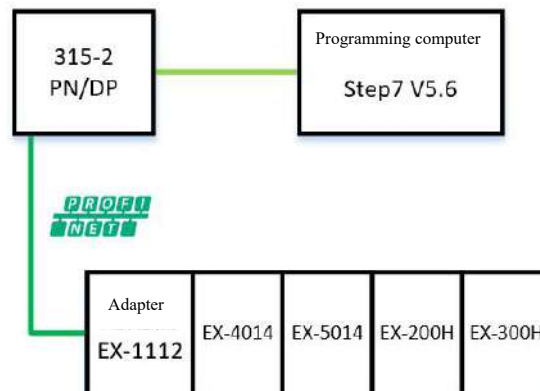 315-2
PN/DP
Programming computer
Step7 V5.6
PROFI
NET
Adapter
EX-1112
EX-4014
EX-5014
EX-200H
EX-300H